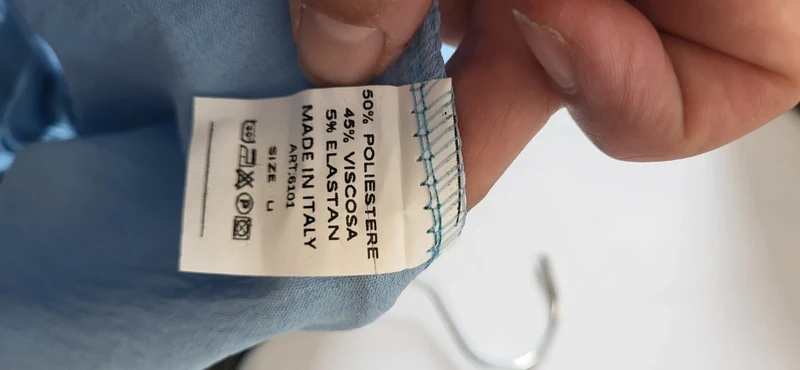 50% POLIESTERE
45% VISCOSA
5% ELASTAN
MADE IN ITALY
ART.6101
SIZE U